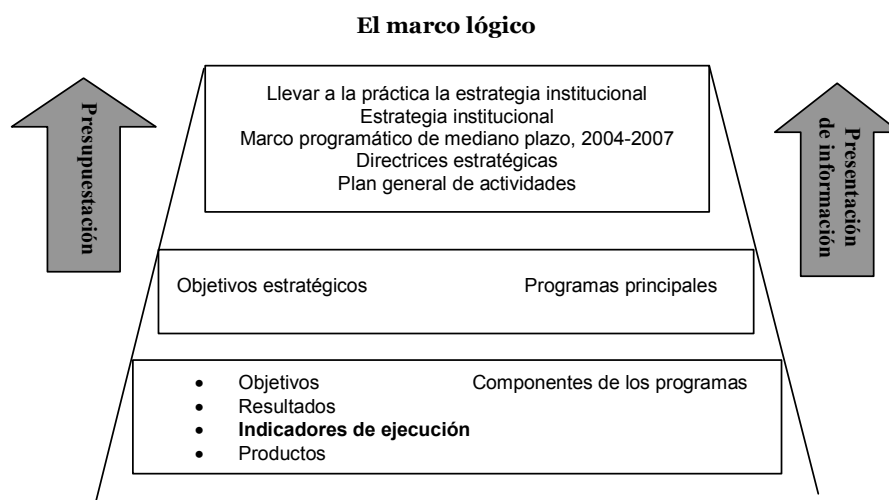 El marco lógico
Presupuestación
Llevar a la práctica la estrategia institucional
Estrategia institucional
Marco programático de mediano plazo, 2004-2007
Directrices estratégicas
Plan general de actividades
Presentación
de información
Objetivos estratégicos Programas principales
• Objetivos Componentes de los programas
• Resultados
• Indicadores de ejecución
• Productos